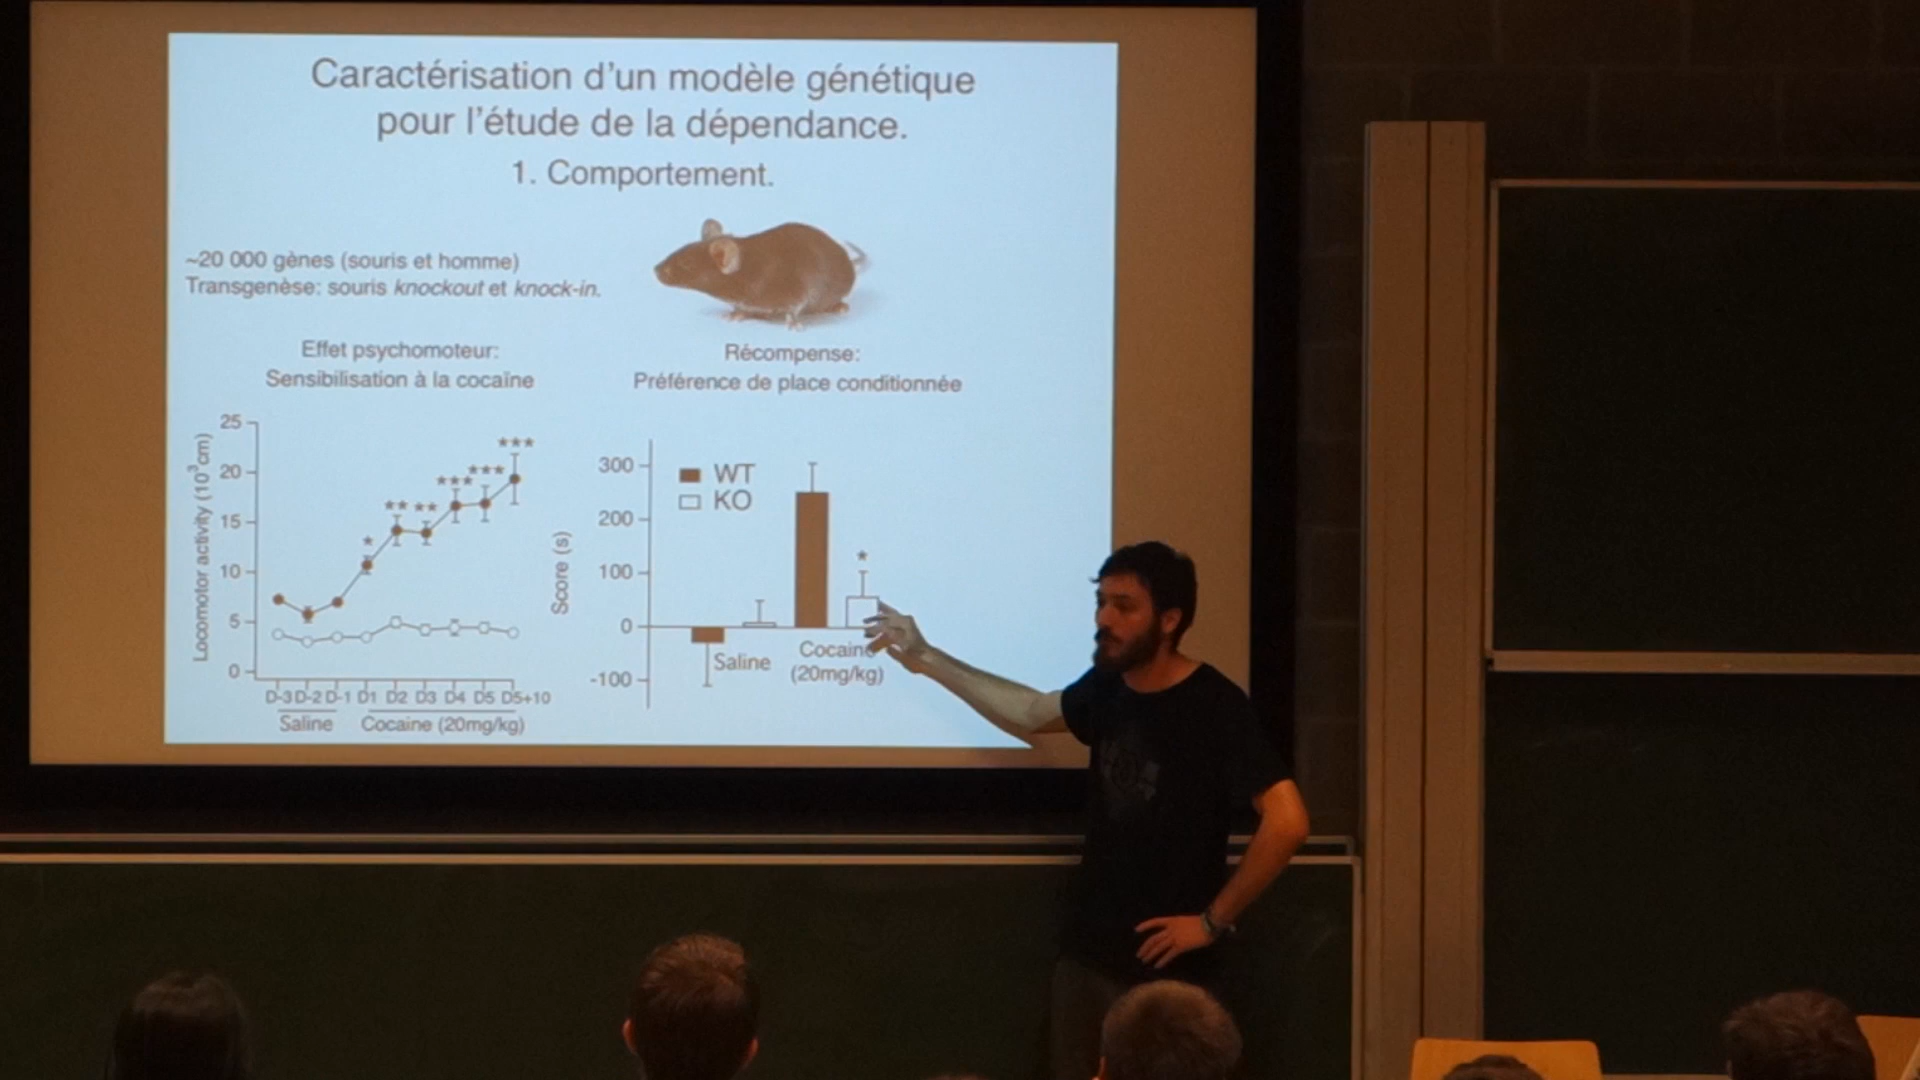 Caractérisation d'un modèle génétique
pour l'étude de la dépendance.
1. Comportement.
~20 000 gènes (souris et homme)
Transgenèse: souris knockout et knock-in.
Effet psychomoteur:
Sensibilisation à la cocaïne
Locomotor activity (10³cm)
25
20
15
10
5
0
*
**
**
***
***
***
D-3 D-2 D-1 D1 D2 D3 D4 D5 D5+10
Saline Cocaine (20mg/kg)
Récompense:
Préférence de place conditionnée
Score (s)
300
200
100
0
-100
WT
KO
*
Saline
Cocaine
(20mg/kg)